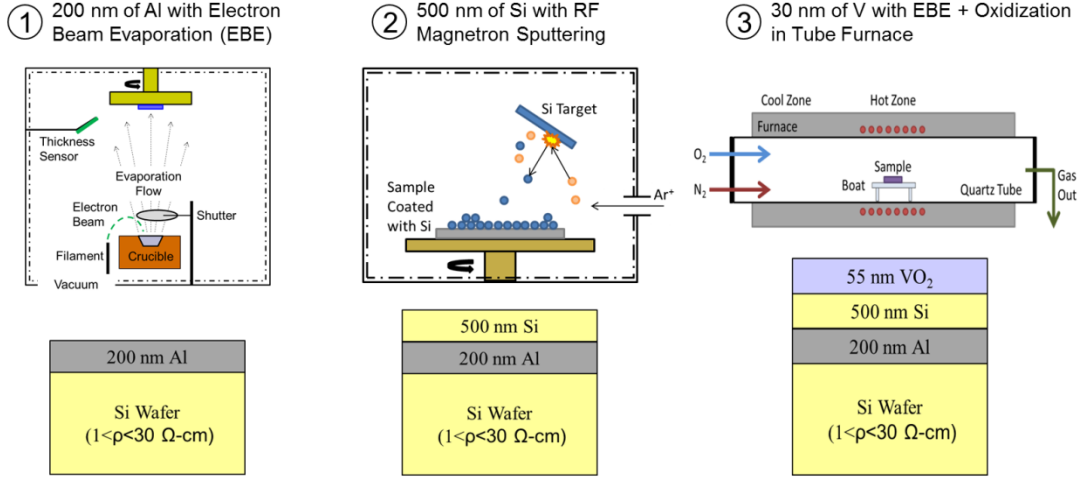 1 200 nm of Al with Electron
Beam Evaporation (EBE)
Thickness
Sensor
Evaporation
Flow
Electron
Beam
Shutter
Filament
Crucible
Vacuum
200 nm Al
Si Wafer
(1<ρ<30 Ω-cm)
2 500 nm of Si with RF
Magnetron Sputtering
Si Target
Sample
Coated
with Si
Ar+
500 nm Si
200 nm Al
Si Wafer
(1<ρ<30 Ω-cm)
3 30 nm of V with EBE + Oxidization
in Tube Furnace
Cool Zone
Hot Zone
Furnace
O₂
N₂
Sample
Boat
Quartz Tube
Gas
Out
55 nm VO₂
500 nm Si
200 nm Al
Si Wafer
(1<ρ<30 Ω-cm)